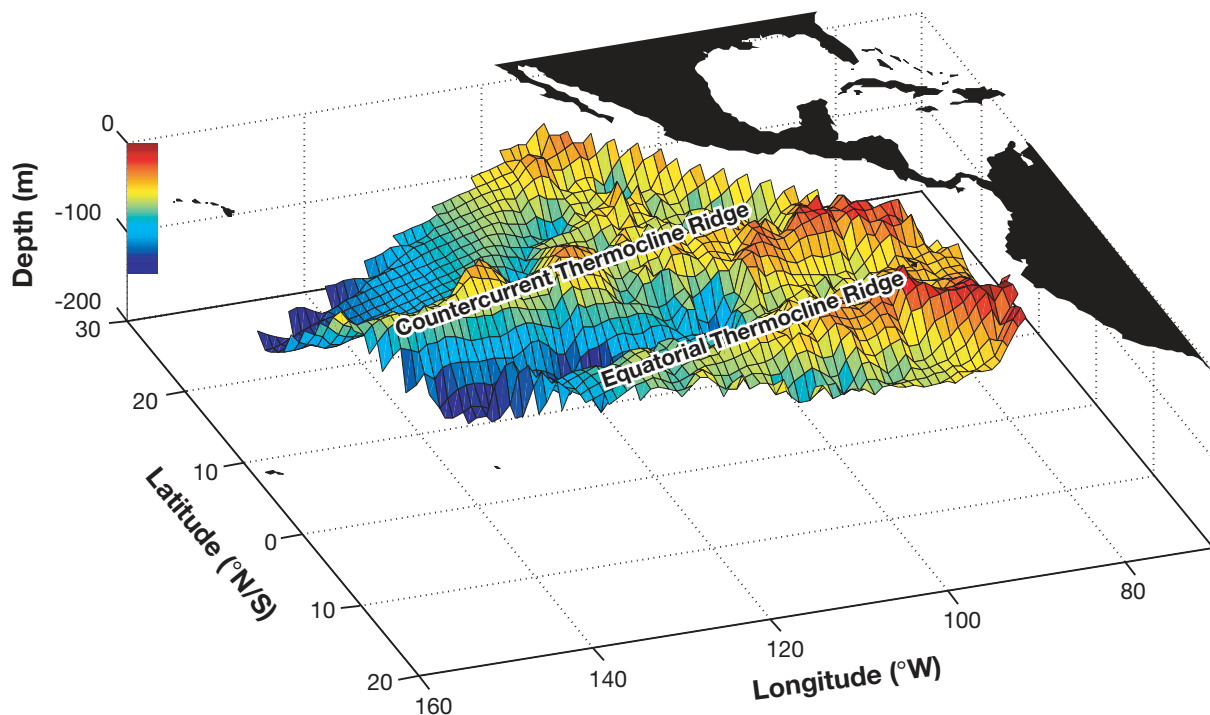 0
-100
-200
Depth (m)
30
20
10
0
10
20
Latitude (°N/S)
160
140
120
100
80
Longitude (°W)
Countercurrent Thermocline Ridge
Equatorial Thermocline Ridge